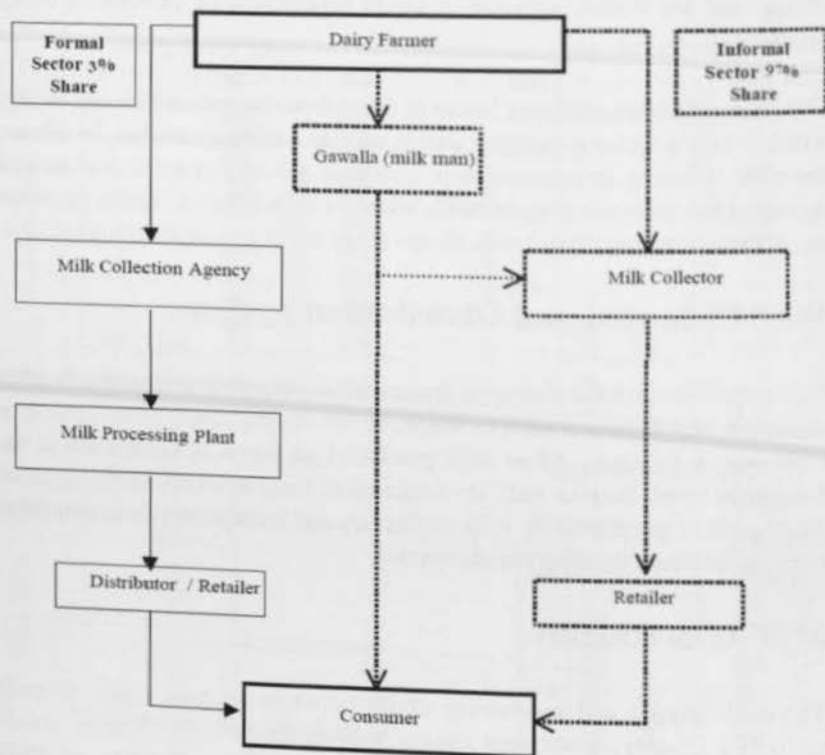 Formal
Sector 3%
Share
Dairy Farmer
Informal
Sector 97%
Share
Gawalla (milk man)
Milk Collection Agency
Milk Collector
Milk Processing Plant
Distributor / Retailer
Retailer
Consumer